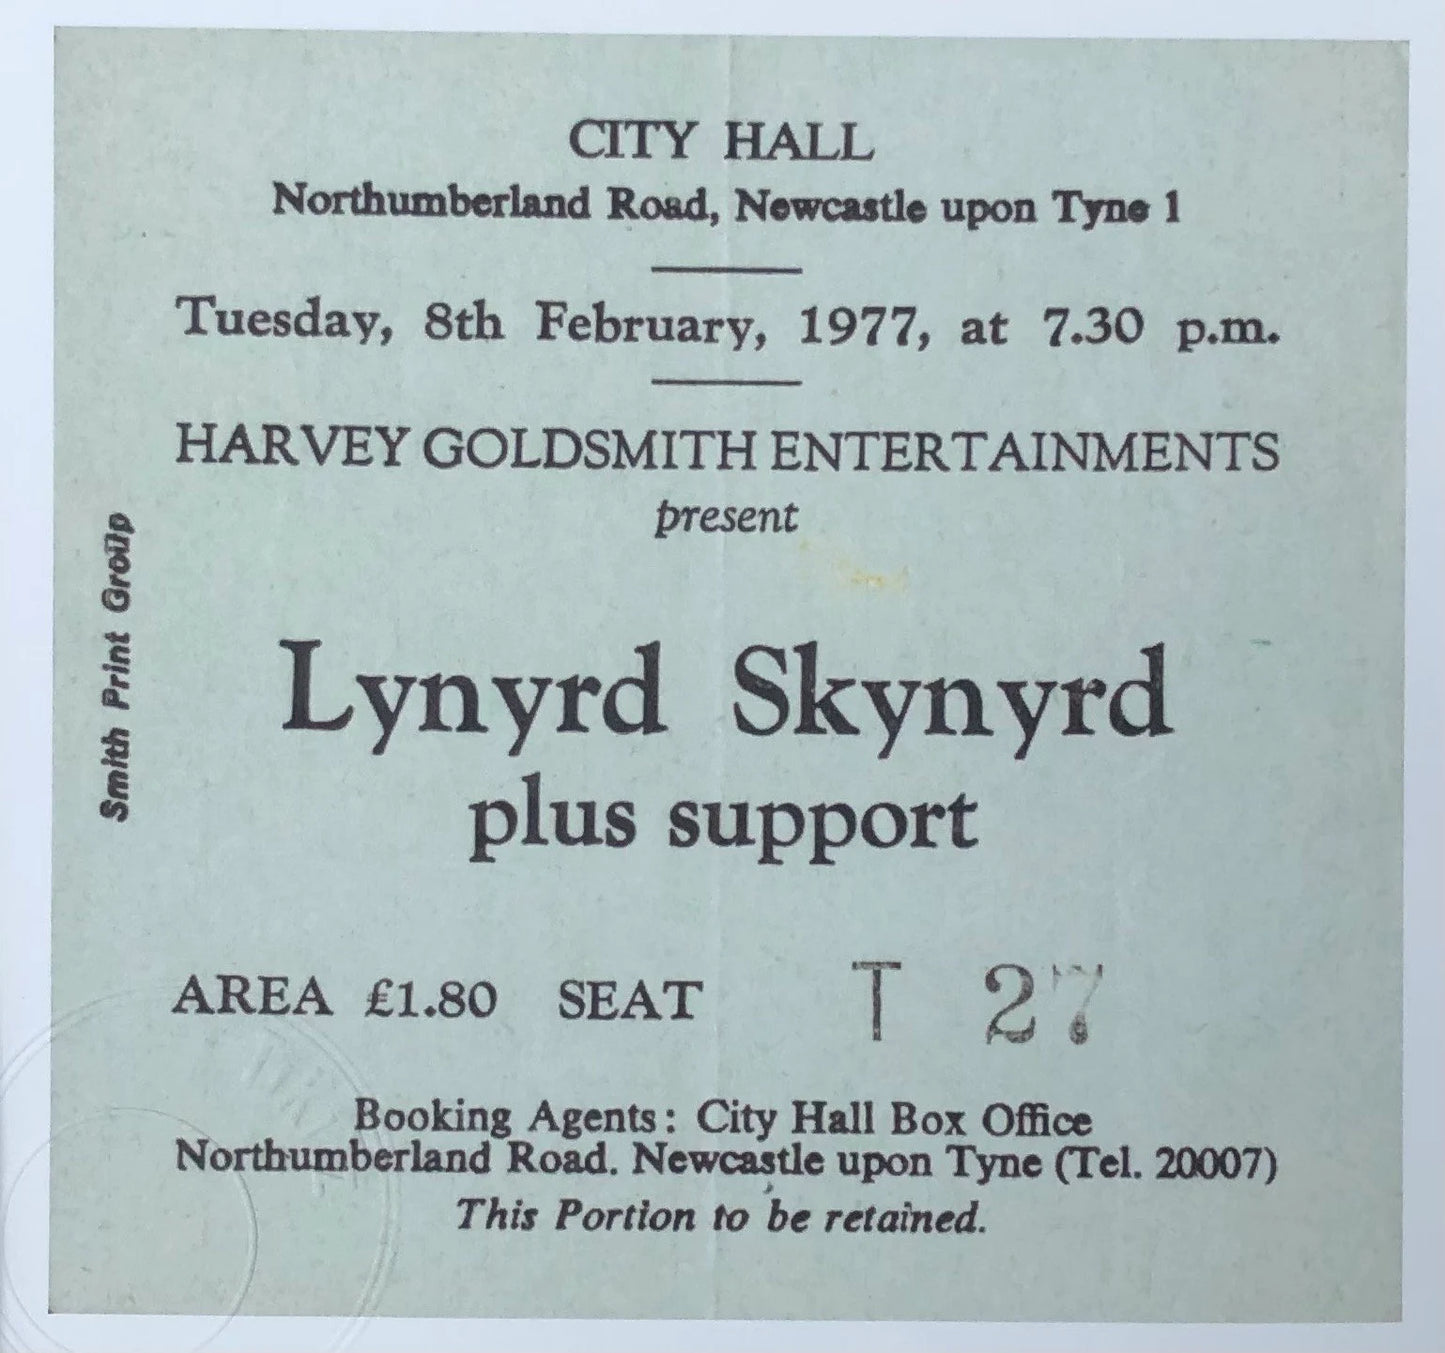 CITY HALL
Northumberland Road, Newcastle upon Tyne 1
Tuesday, 8th February, 1977, at 7.30 p.m.
HARVEY GOLDSMITH ENTERTAINMENTS
present
Lynyrd Skynyrd
plus support
AREA £1.80 SEAT T 27
Booking Agents: City Hall Box Office
Northumberland Road. Newcastle upon Tyne (Tel. 20007)
This Portion to be retained.
Smith Print Group